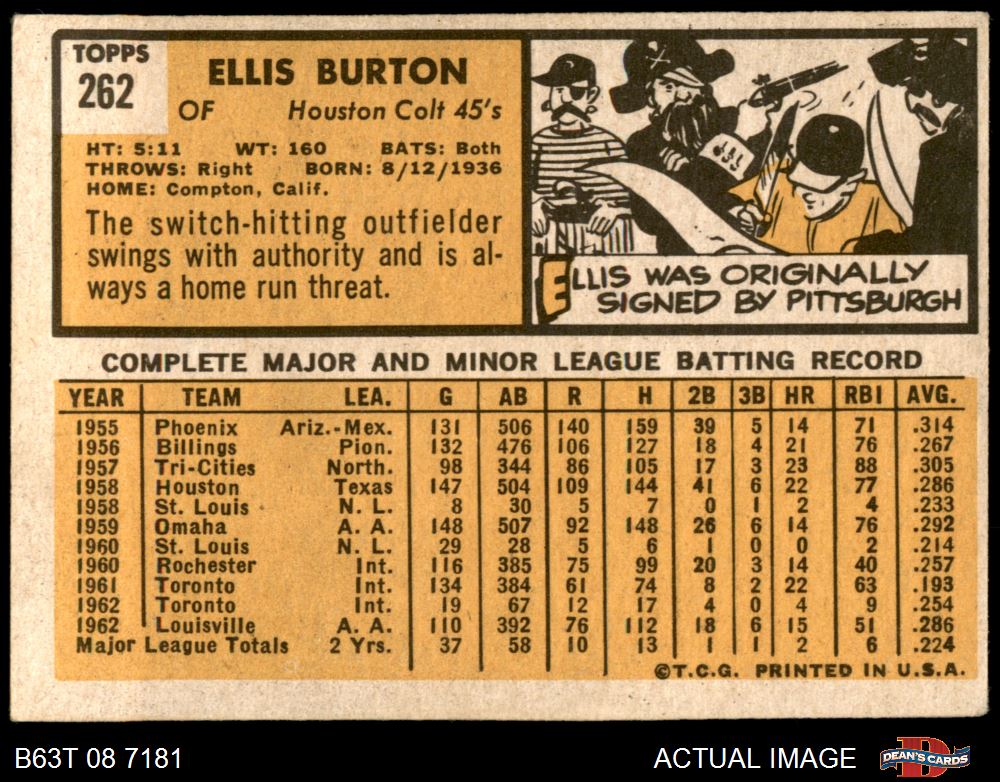 TOPPS
262
ELLIS BURTON
OF Houston Colt 45's
HT: 5:11 WT: 160 BATS: Both
THROWS: Right BORN: 8/12/1936
HOME: Compton, Calif.
The switch-hitting outfielder
swings with authority and is al-
ways a home run threat.
ELLIS WAS ORIGINALLY
SIGNED BY PITTSBURGH
COMPLETE MAJOR AND MINOR LEAGUE BATTING RECORD
YEAR TEAM LEA. G AB R H 2B 3B HR RBI AVG.
1955 Phoenix Ariz.-Mex. 131 506 140 159 39 5 14 71 .314
1956 Billings Pion. 132 476 106 127 18 4 21 76 .267
1957 Tri-Cities North. 98 344 86 105 17 3 23 88 .305
1958 Houston Texas 147 504 109 144 41 6 22 77 .286
1958 St. Louis N. L. 8 30 5 7 0 1 2 4 .233
1959 Omaha A. A. 148 507 92 148 26 6 14 76 .292
1960 St. Louis N. L. 29 28 5 6 1 0 0 2 .214
1960 Rochester Int. 116 385 75 99 20 3 14 40 .257
1961 Toronto Int. 134 384 61 74 8 2 22 63 .193
1962 Toronto Int. 19 67 12 17 4 0 4 9 .254
1962 Louisville A. A. 110 392 76 112 18 6 15 51 .286
Major League Totals 2 Yrs. 37 58 10 13 1 1 2 6 .224
©T.C.G. PRINTED IN U.S.A.
B63T 08 7181 ACTUAL IMAGE DEAN'S CARDS